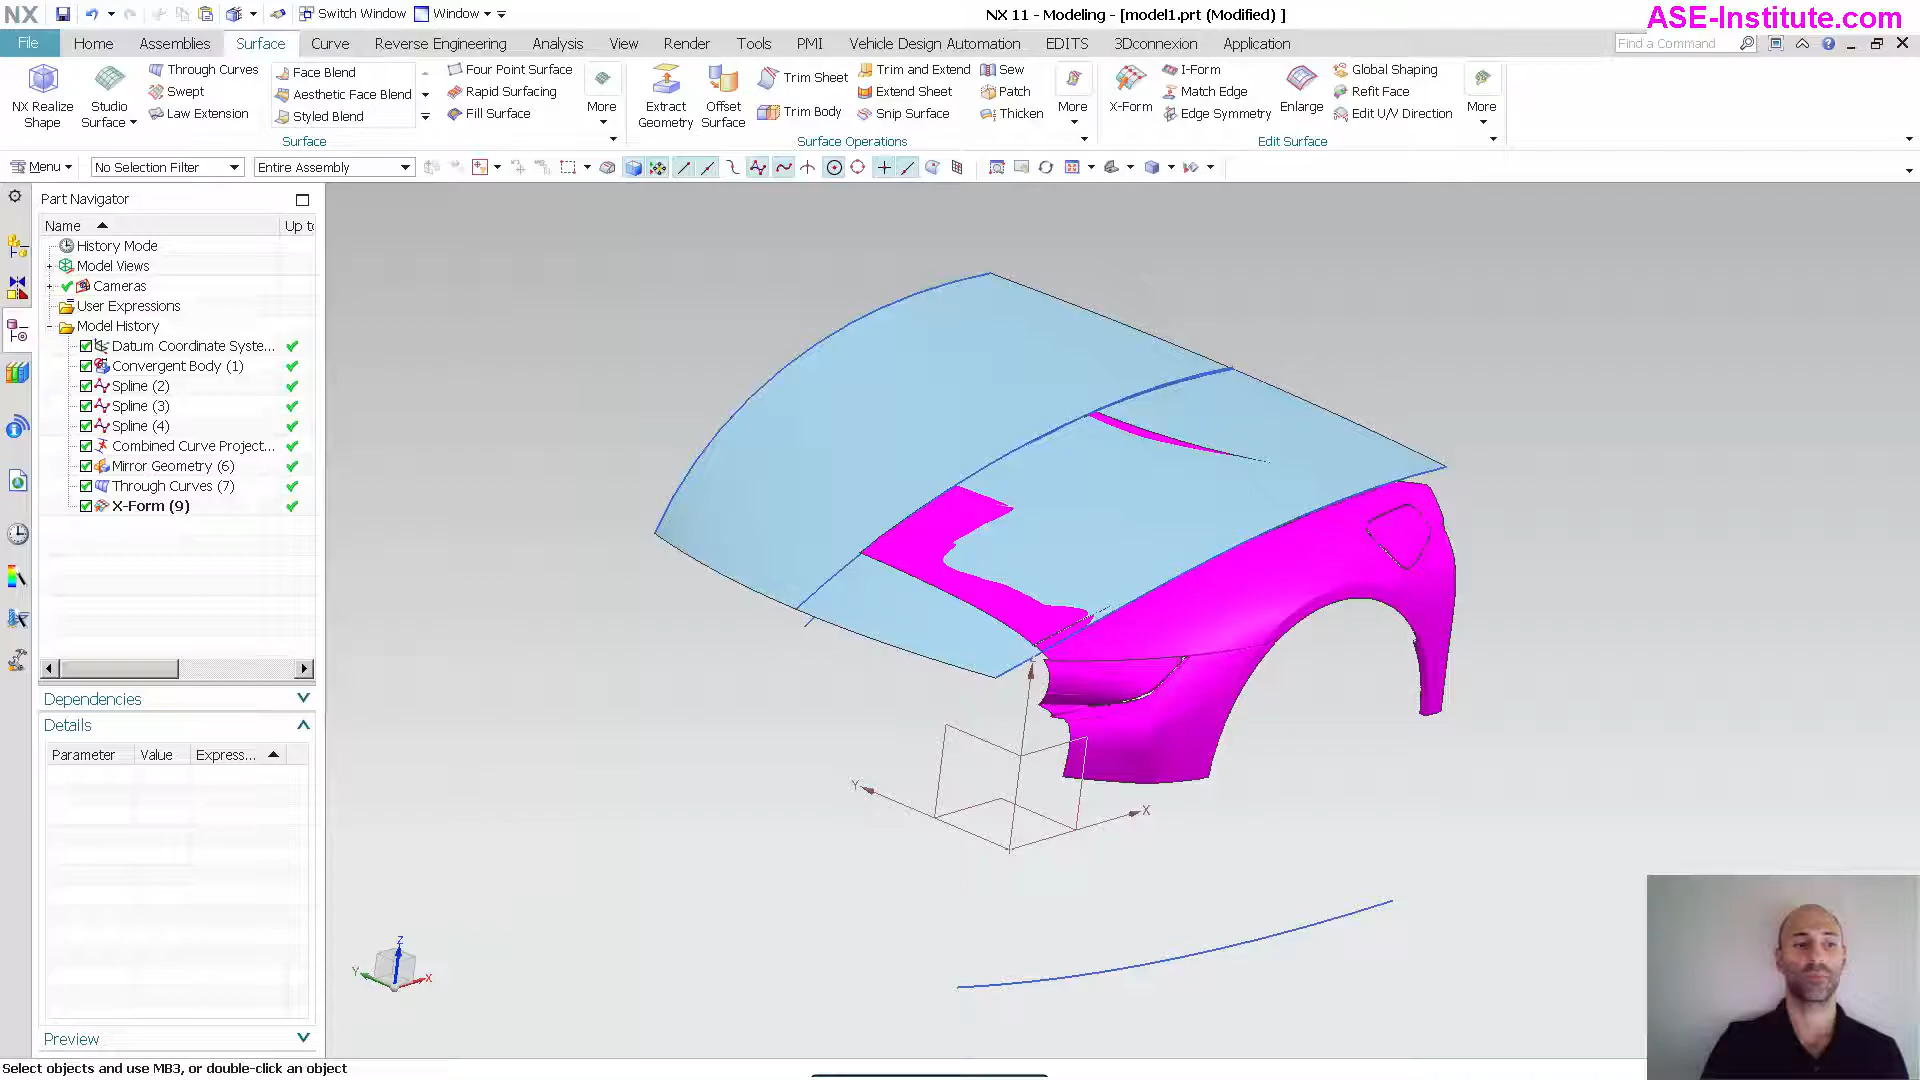 NX
Switch Window
Window
NX 11 - Modeling - [model1.prt (Modified) ]
ASE-Institute.com
File
Home
Assemblies
Surface
Curve
Reverse Engineering
Analysis
View
Render
Tools
PMI
Vehicle Design Automation
EDITS
3Dconnexion
Application
Find a Command
NX Realize
Shape
Studio
Surface
Through Curves
Swept
Law Extension
Face Blend
Aesthetic Face Blend
Styled Blend
Four Point Surface
Rapid Surfacing
Fill Surface
More
Surface
Extract
Geometry
Offset
Surface
Trim Sheet
Trim Body
Trim and Extend
Extend Sheet
Snip Surface
Sew
Patch
Thicken
More
Surface Operations
X-Form
I-Form
Match Edge
Edge Symmetry
Enlarge
Global Shaping
Refit Face
Edit U/V Direction
More
Edit Surface
Menu
No Selection Filter
Entire Assembly
Part Navigator
Name
Up to
History Mode
Model Views
Cameras
User Expressions
Model History
Datum Coordinate Syste...
Convergent Body (1)
Spline (2)
Spline (3)
Spline (4)
Combined Curve Project...
Mirror Geometry (6)
Through Curves (7)
X-Form (9)
Dependencies
Details
Parameter
Value
Express...
Preview
Y
X
Z
Y
X
Select objects and use MB3, or double-click an object